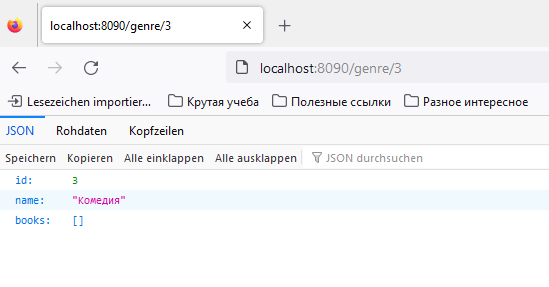 localhost:8090/genre/3
localhost:8090/genre/3
Lesezeichen importier... Крутая учеба Полезные ссылки Разное интересное
JSON Rohdaten Kopfzeilen
Speichern Kopieren Alle einklappen Alle ausklappen JSON durchsuchen
id: 3
name: "Комедия"
books: []